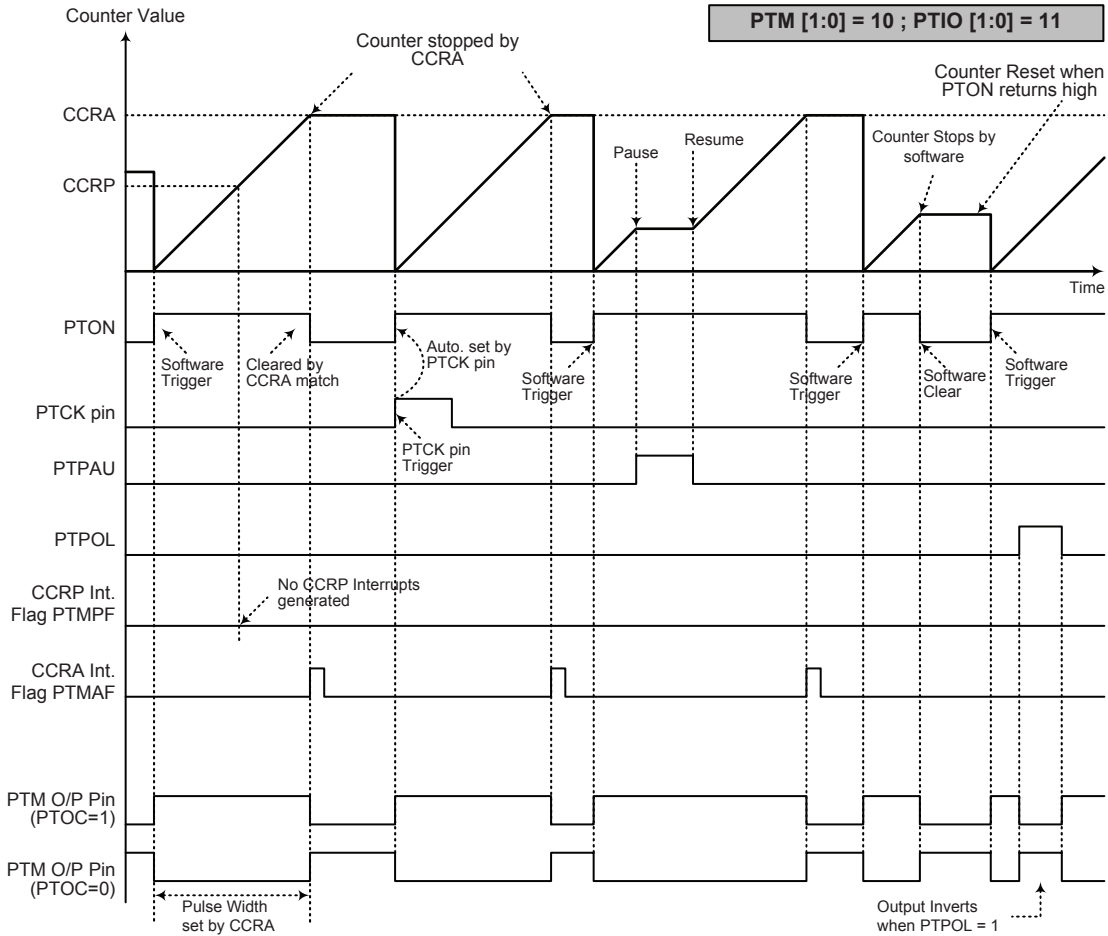 Counter Value
PTM [1:0] = 10 ; PTIO [1:0] = 11
Counter stopped by
CCRA
Counter Reset when
PTON returns high
CCRA
Pause
Resume
Counter Stops by
software
CCRP
Time
PTON
Software
Trigger
Cleared by
CCRA match
Auto. set by
PTCK pin
Software
Trigger
Software
Trigger
Software
Clear
Software
Trigger
PTCK pin
PTCK pin
Trigger
PTPAU
PTPOL
CCRP Int.
Flag PTMPF
No CCRP Interrupts
generated
CCRA Int.
Flag PTMAF
PTM O/P Pin
(PTOC=1)
PTM O/P Pin
(PTOC=0)
Pulse Width
set by CCRA
Output Inverts
when PTPOL = 1